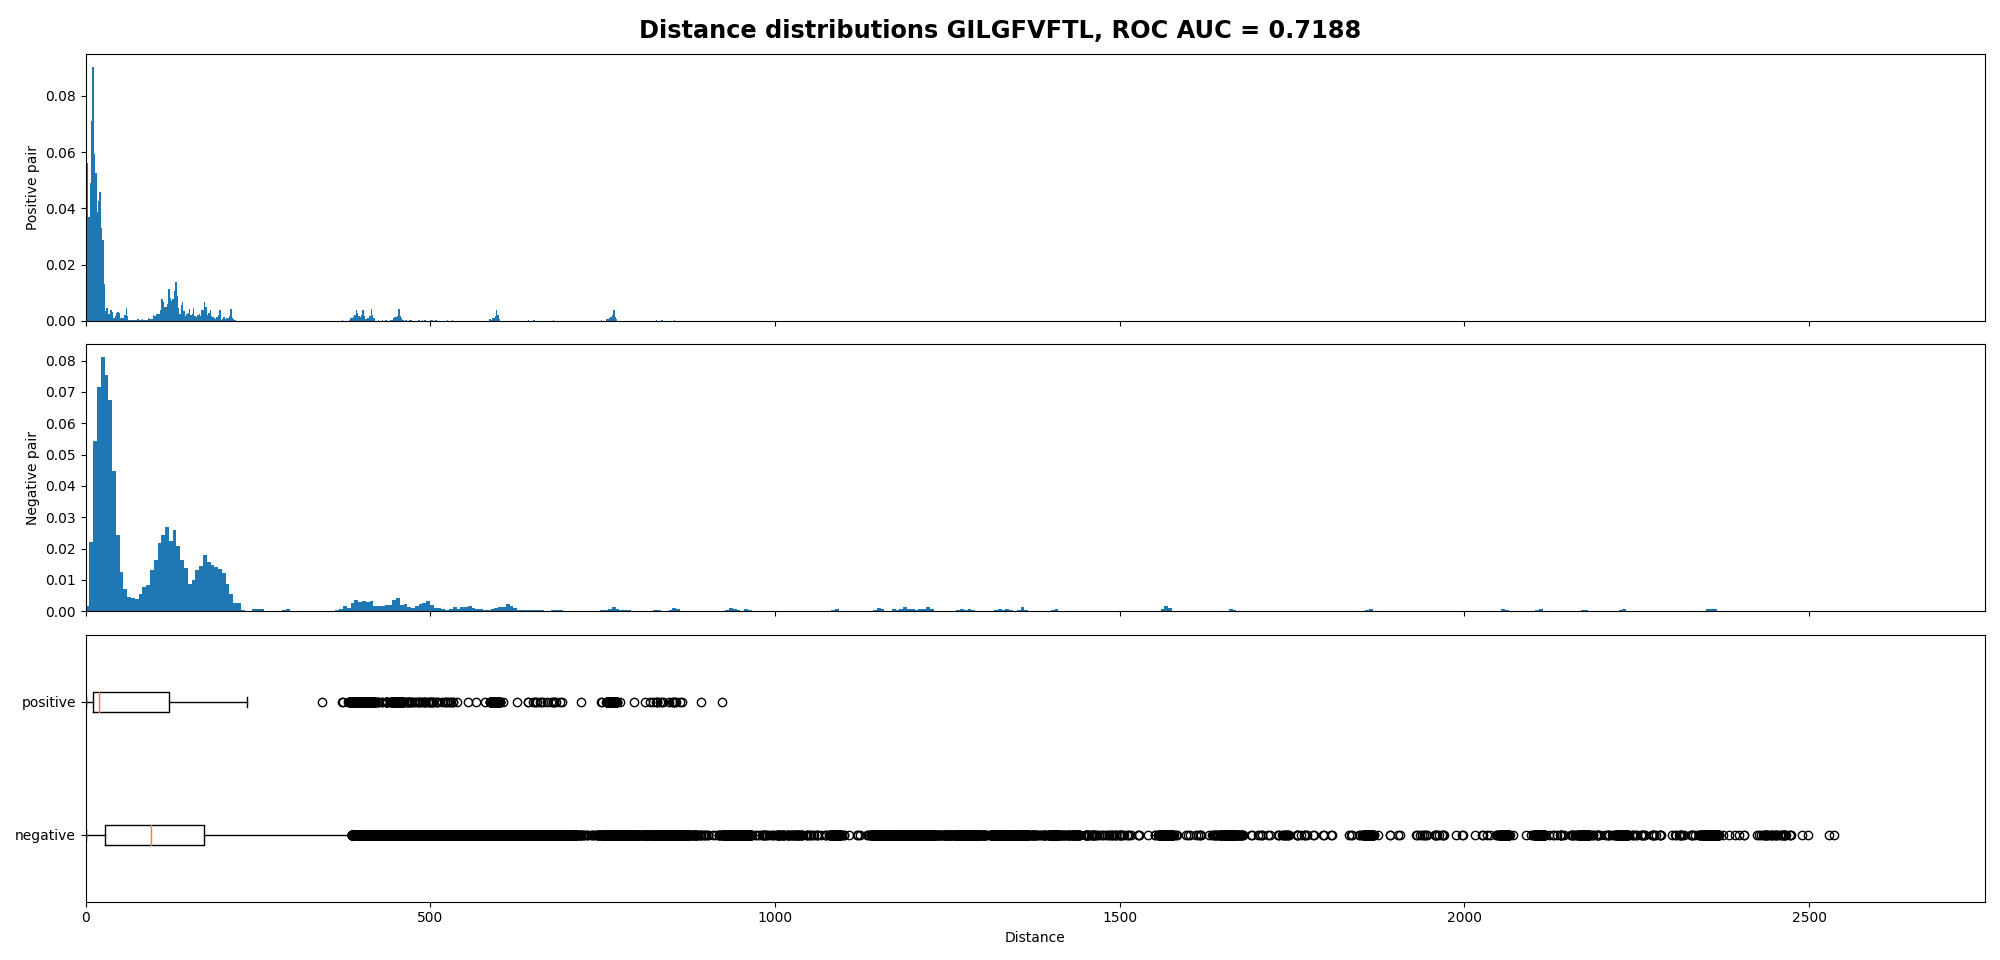 Distance distributions GILGFVFTL, ROC AUC = 0.7188
0.08
0.06
0.04
0.02
0.00
Positive pair
0.08
0.07
0.06
0.05
0.04
0.03
0.02
0.01
0.00
Negative pair
positive
negative
0 500 1000 1500 2000 2500
Distance